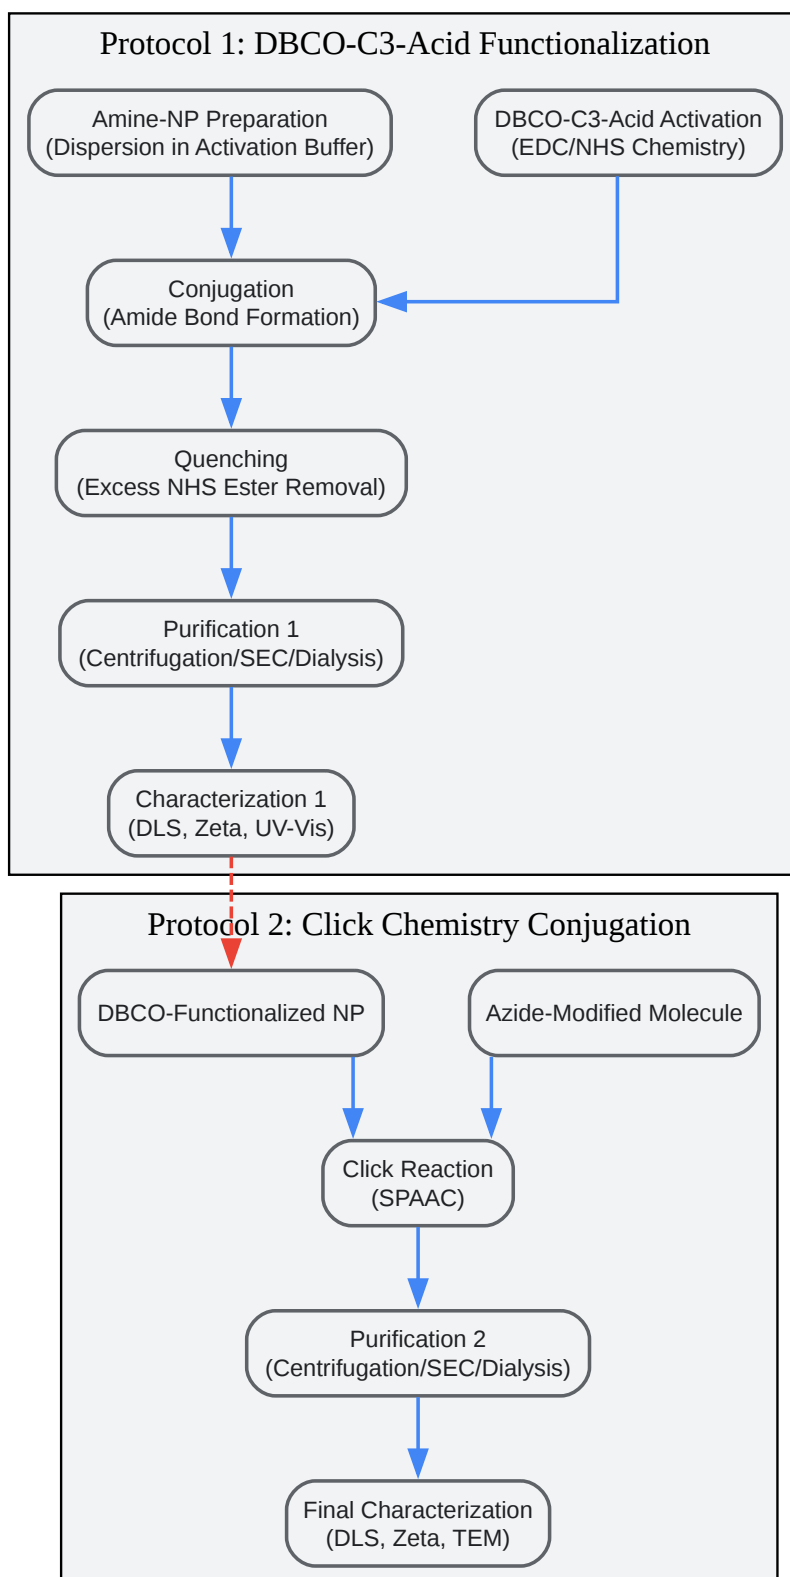 Protocol 1: DBCO-C3-Acid Functionalization
Amine-NP Preparation
(Dispersion in Activation Buffer)
DBCO-C3-Acid Activation
(EDC/NHS Chemistry)
Conjugation
(Amide Bond Formation)
Quenching
(Excess NHS Ester Removal)
Purification 1
(Centrifugation/SEC/Dialysis)
Characterization 1
(DLS, Zeta, UV-Vis)
Protocol 2: Click Chemistry Conjugation
DBCO-Functionalized NP
Azide-Modified Molecule
Click Reaction
(SPAAC)
Purification 2
(Centrifugation/SEC/Dialysis)
Final Characterization
(DLS, Zeta, TEM)